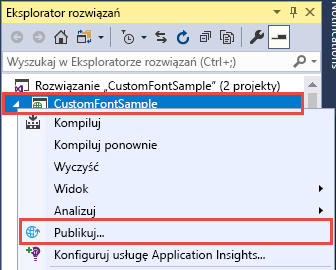 Eksplorator rozwiązań
Wyszukaj w Eksploratorze rozwiązań (Ctrl+;)
Rozwiązanie „CustomFontSample” (2 projekty)
CustomFontSample
Kompiluj
Kompiluj ponownie
Wyczyść
Widok
Analizuj
Publikuj...
Konfiguruj usługę Application Insights...
Notifications